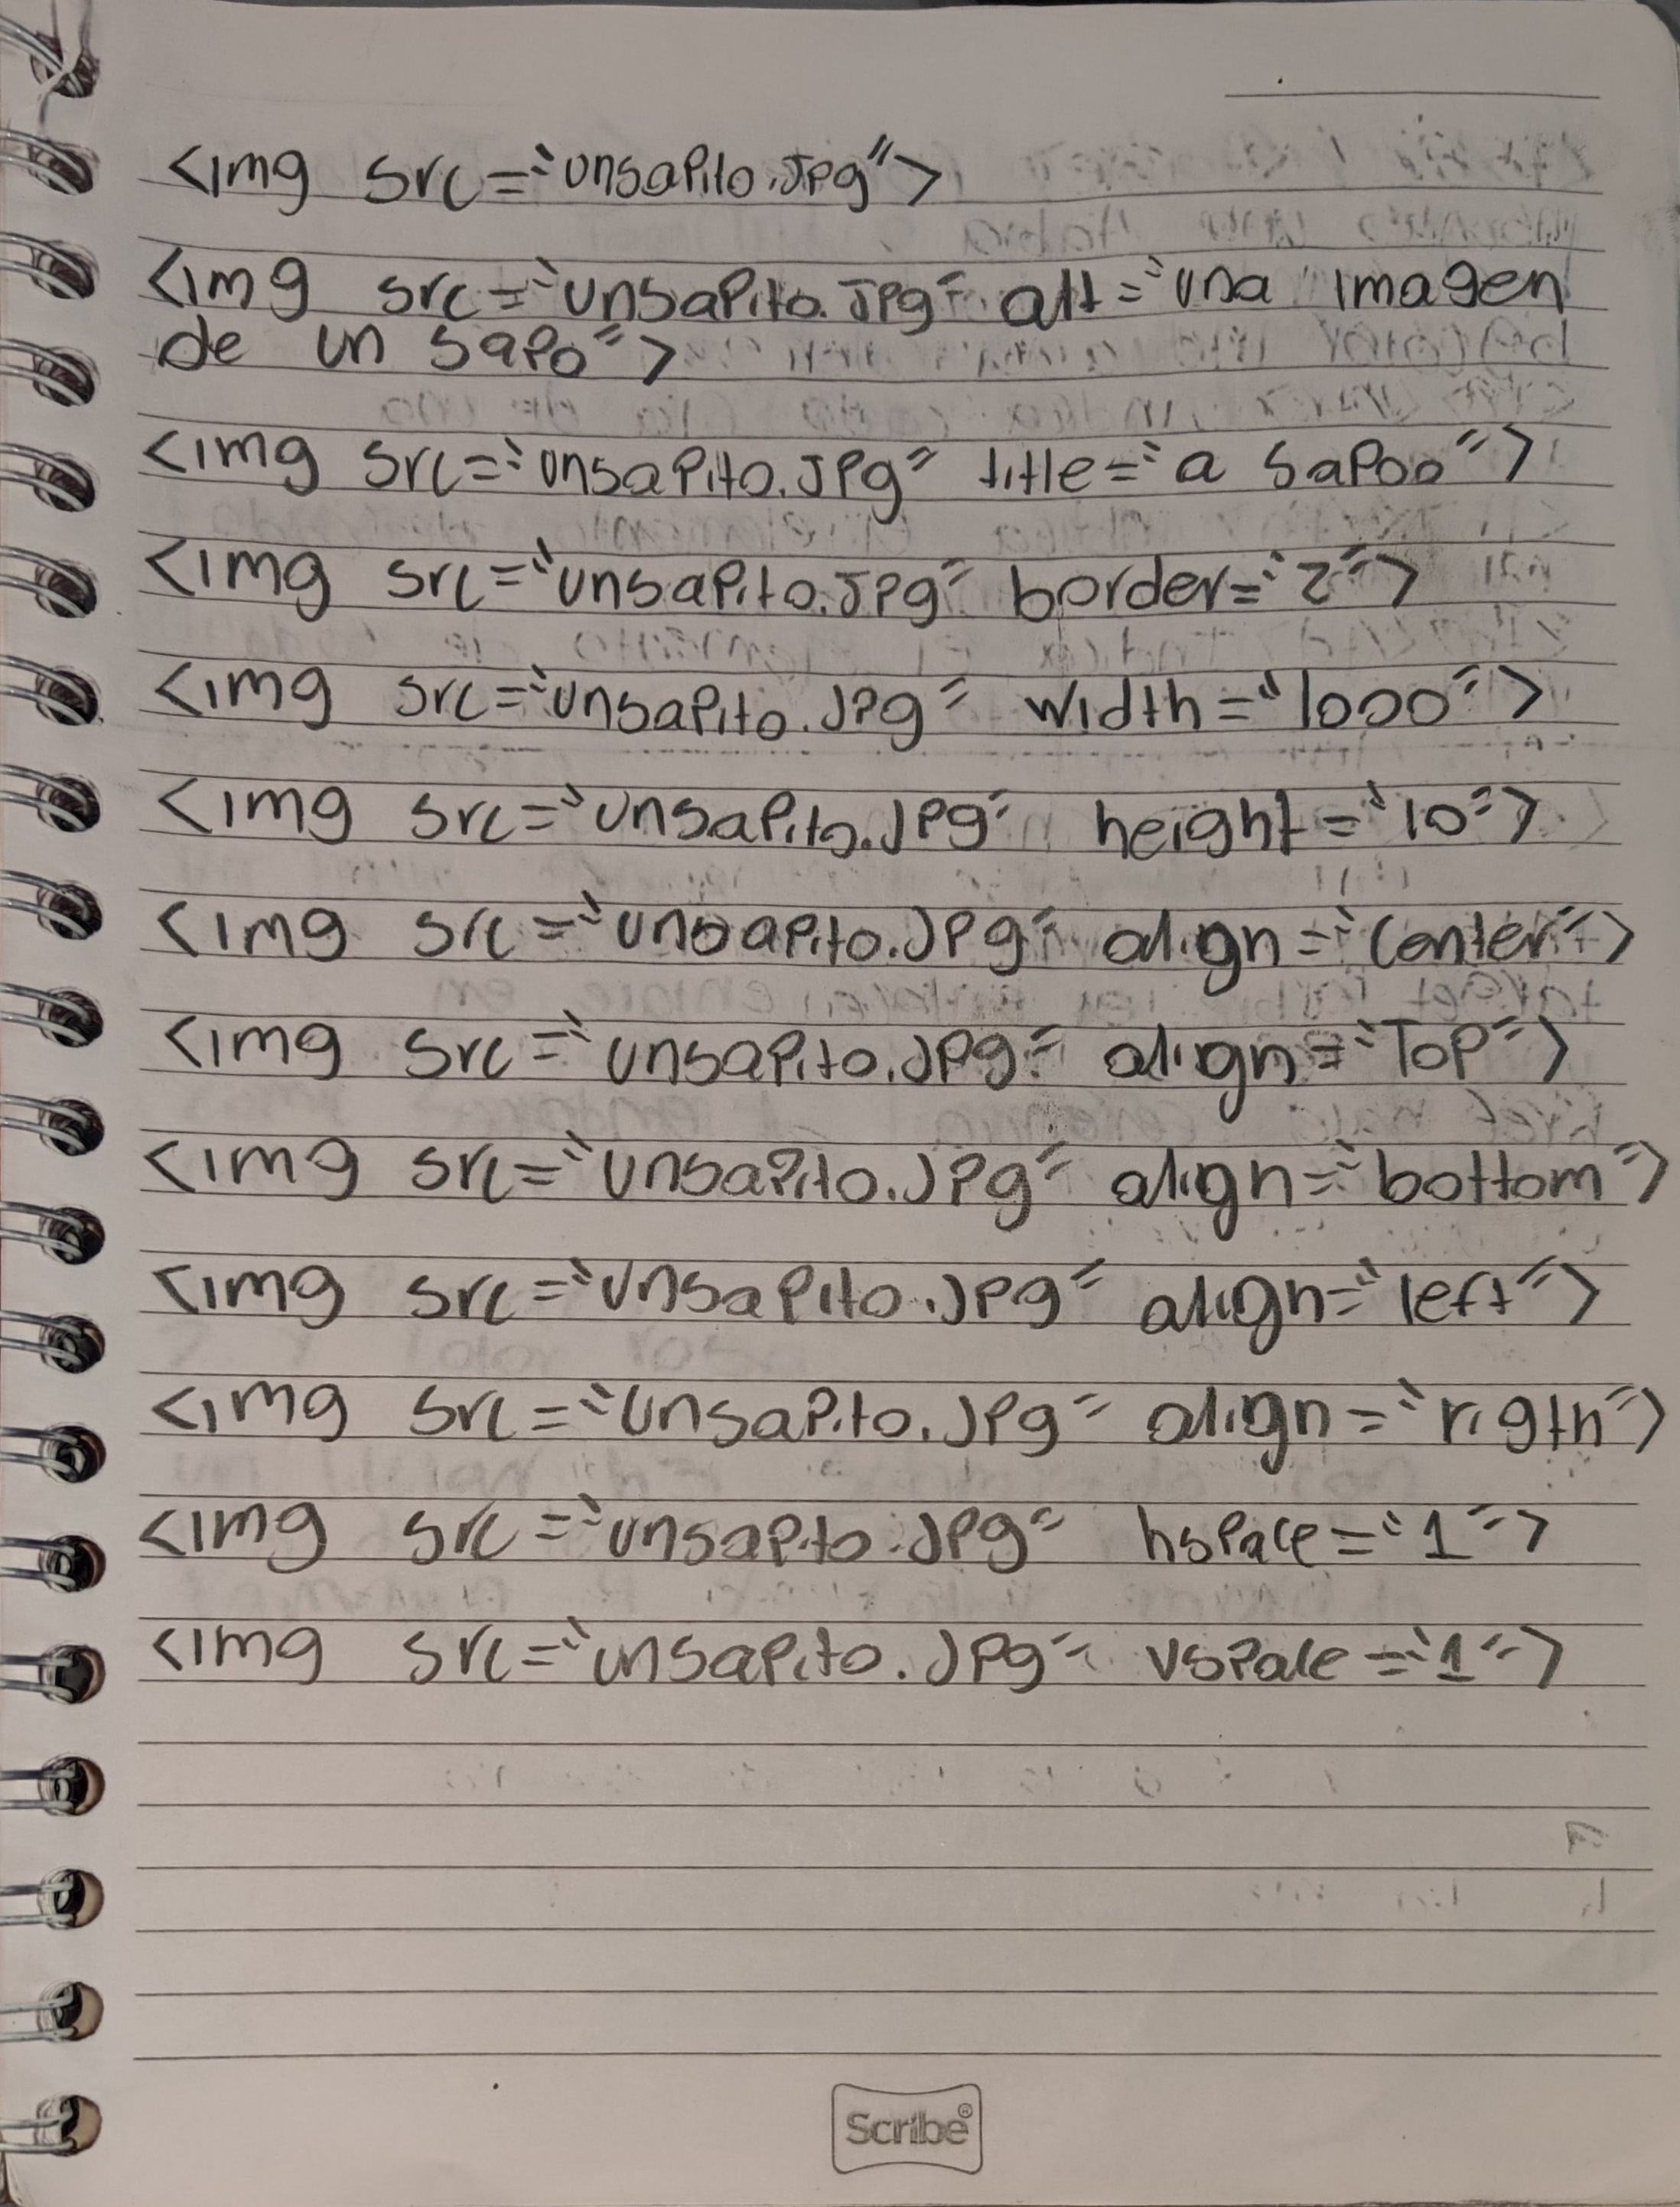 <img src="unsapito.Jpg">
<img src="unsapito.Jpg" alt="una imagen
de un sapo">
<img src="unsapito.JPg" title="a sapoo">
<img src="unsapito.Jpg" border="2">
<img src="unsapito.Jpg" width="1000">
<img src="unsapito.JPg" height="10">
<img src="unsapito.JPg" align="Center">
<img src="unsapito.Jpg" align="Top">
<img src="unsapito.JPg" align="bottom">
<img src="unsapito.Jpg" align="left">
<img src="unsapito.JPg" align="rigth">
<img src="unsapito.JPg" hspace="1">
<img src="unsapito.JPg" vspace="1">
Scribe®